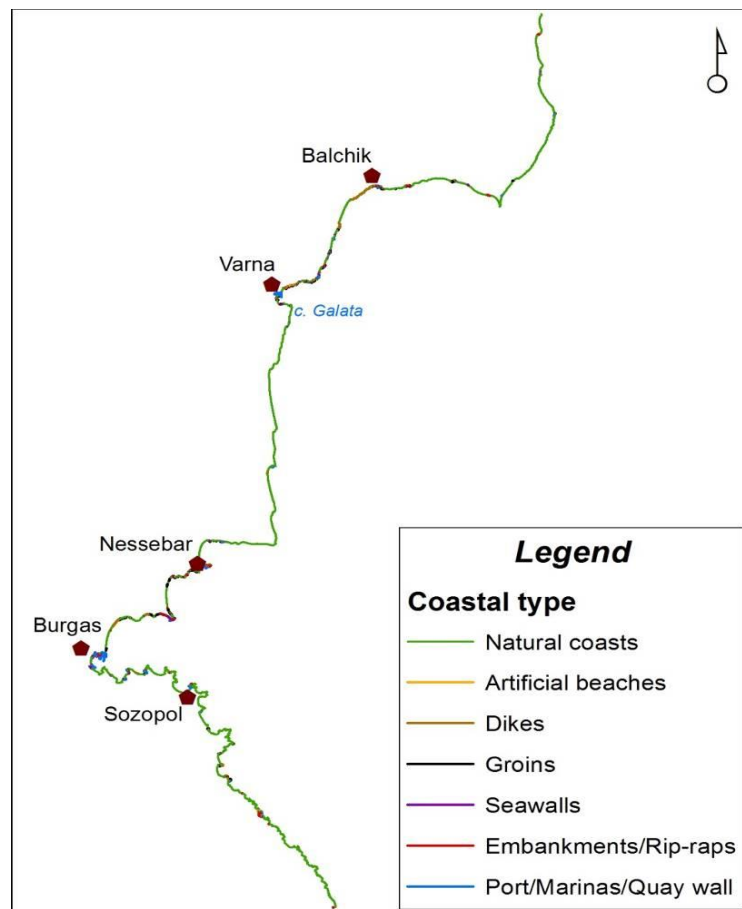 Balchik
Varna
c. Galata
Nessebar
Burgas
Sozopol
Legend
Coastal type
Natural coasts
Artificial beaches
Dikes
Groins
Seawalls
Embankments/Rip-raps
Port/Marinas/Quay wall